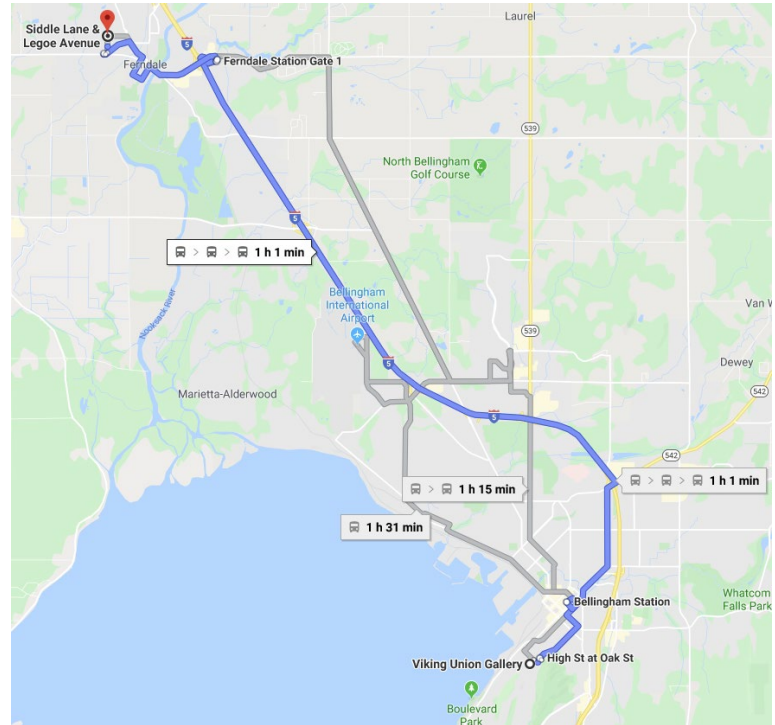 Siddle Lane &
Legoe Avenue
5
Laurel
Ferndale
Ferndale Station Gate 1
539
North Bellingham
Golf Course
5
1 h 1 min
Nooksack River
Bellingham
International
Airport
539
Van W
5
Dewey
Marietta-Alderwood
542
5
542
1 h 15 min
1 h 1 min
1 h 31 min
Bellingham Station
Whatcom
Falls Park
Viking Union Gallery
High St at Oak St
Boulevard
Park